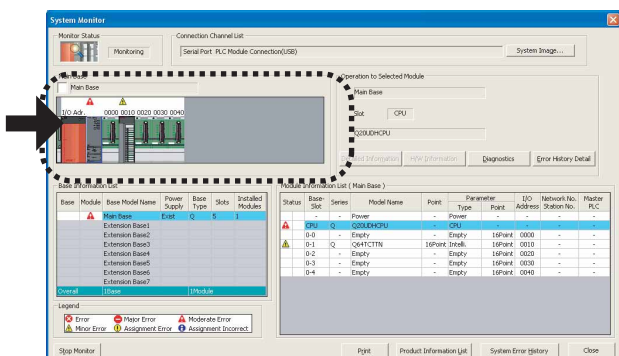 System Monitor
Monitor Status
Monitoring
Connection Channel List
Serial Port PLC Module Connection(USB)
System Image...
Main Base
Main Base
I/O Adr. 0000 0010 0020 0030 0040
Operation to Selected Module
Main Base
Slot CPU
Q20UDHCPU
Detailed Information H/W Information Diagnostics Error History Detail
Base Information List
Base Module Base Model Name Power Supply Base Type Slots Installed Modules
Main Base Exist Q 5 1
Extension Base1
Extension Base2
Extension Base3
Extension Base4
Extension Base5
Extension Base6
Extension Base7
Overall 1Base 1Module
Module Information List ( Main Base )
Status Base-Slot Series Model Name Point Parameter Type Point I/O Address Network No. Station No. Master PLC
- - Power - Power - - - -
CPU Q Q20UDHCPU - CPU - - - -
0-0 - Empty - Empty 16Point 0000 - -
0-1 Q Q64TCTTN 16Point Intelli. 16Point 0010 - -
0-2 - Empty - Empty 16Point 0020 - -
0-3 - Empty - Empty 16Point 0030 - -
0-4 - Empty - Empty 16Point 0040 - -
Legend
Error Major Error Moderate Error
Minor Error Assignment Error Assignment Incorrect
Stop Monitor Print Product Information List System Error History Close